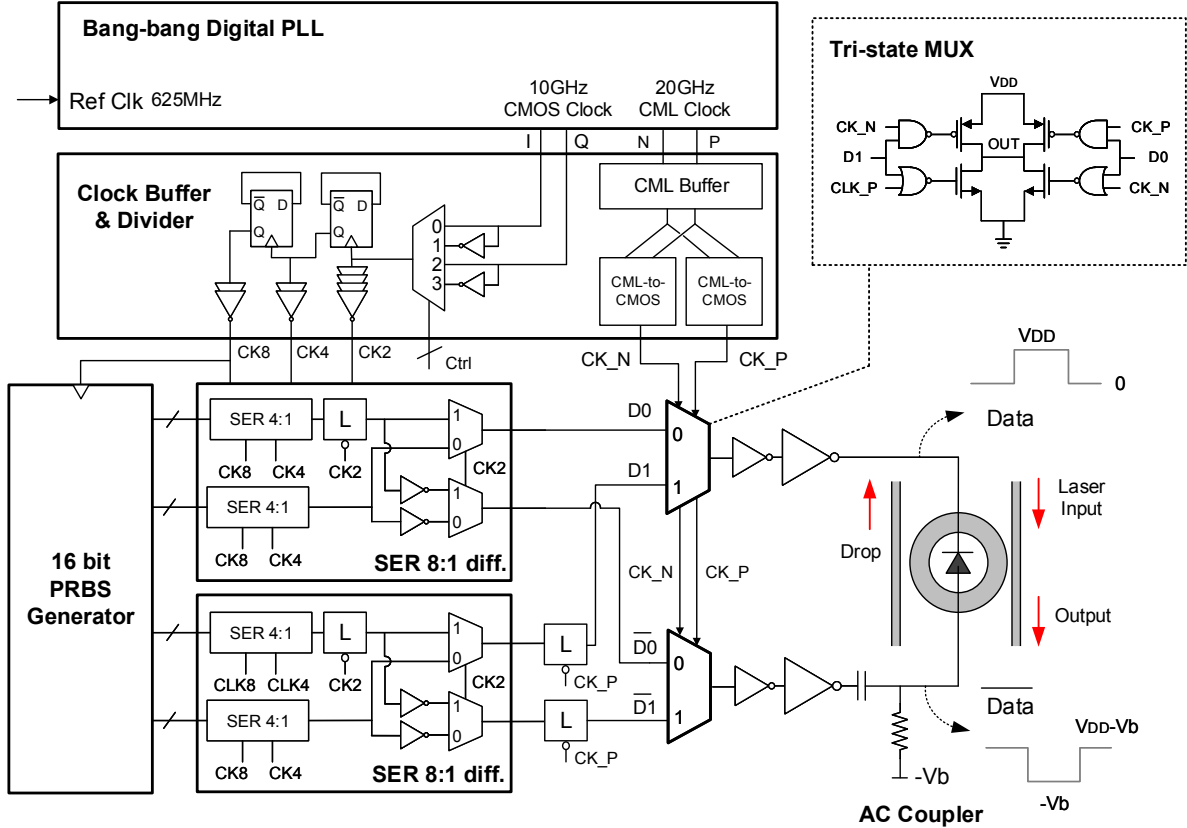 Bang-bang Digital PLL
Ref Clk 625MHz
10GHz
CMOS Clock
20GHz
CML Clock
I
Q
N
P
Clock Buffer
& Divider
Q
D
Q
Q
D
Q
0
1
2
3
CML Buffer
CML-to-
CMOS
CML-to-
CMOS
CK8
CK4
CK2
Ctrl
CK_N
CK_P
Tri-state MUX
VDD
CK_N
D1
CLK_P
OUT
CK_P
D0
CK_N
16 bit
PRBS
Generator
SER 4:1
L
CK8
CK4
CK2
1
0
CK2
SER 4:1
CK8
CK4
1
0
SER 8:1 diff.
SER 4:1
L
CLK8
CLK4
CK2
1
0
CK2
SER 4:1
CK8
CK4
1
0
SER 8:1 diff.
L
CK_P
L
CK_P
D0
D1
0
1
CK_N
CK_P
D0
D1
0
1
VDD
0
Data
Laser
Input
Drop
Output
Data
VDD-Vb
-Vb
-Vb
AC Coupler